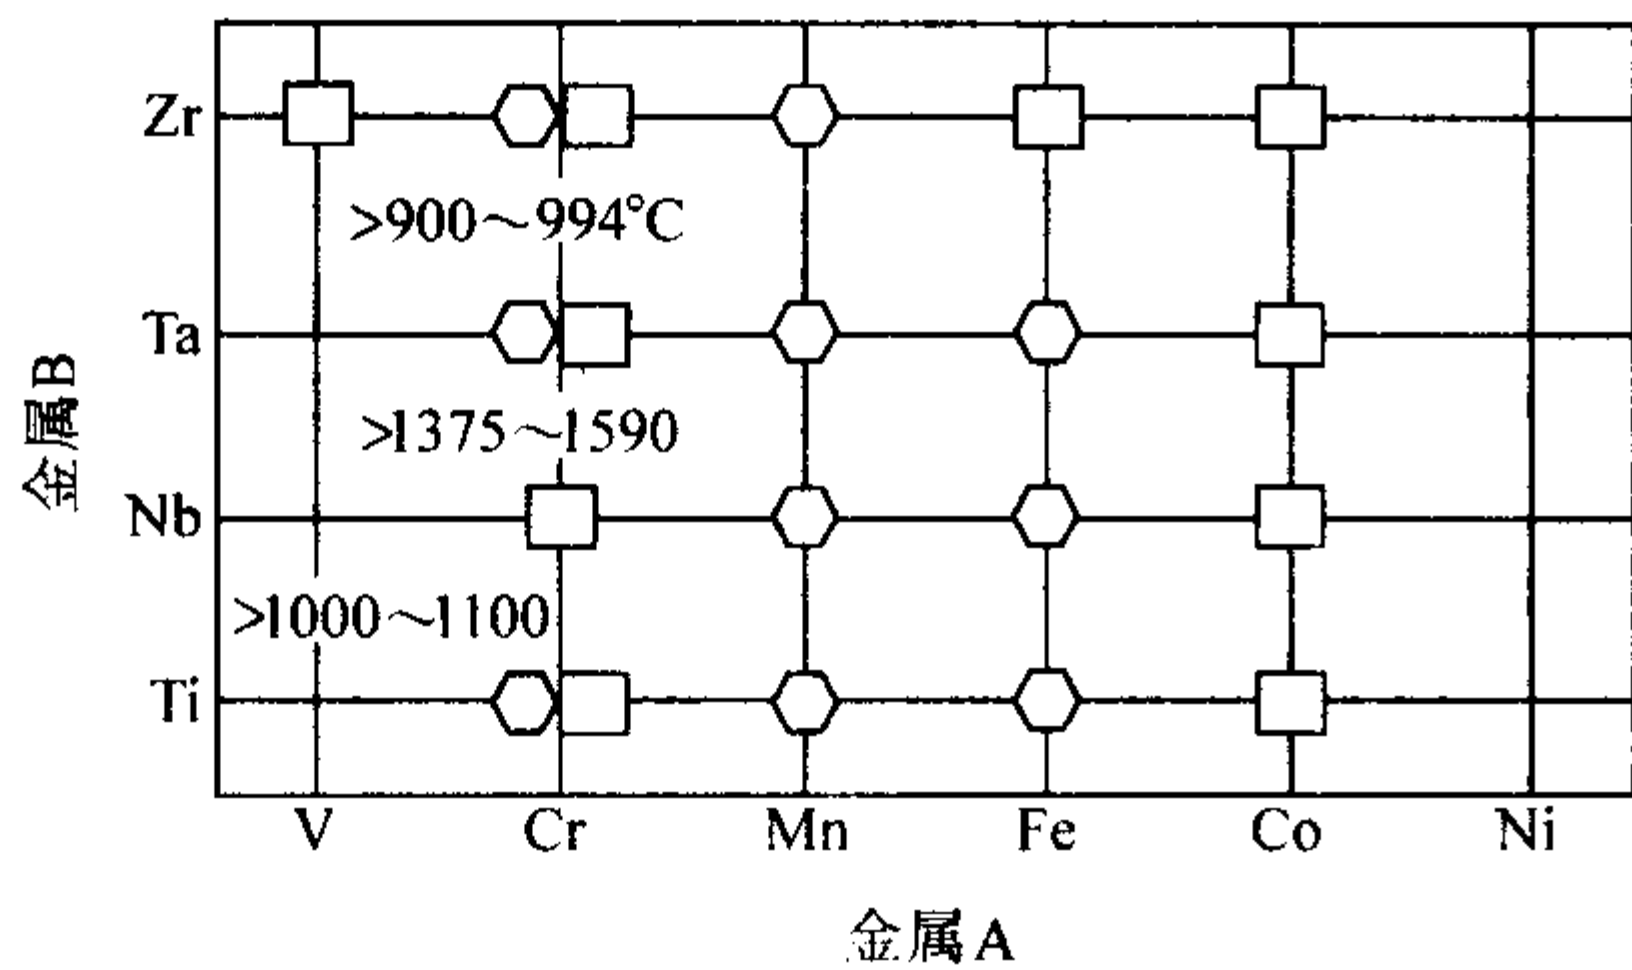 Zr
>900～994°C
Ta
>1375～1590
Nb
>1000～1100
Ti
金属B
V Cr Mn Fe Co Ni
金属A